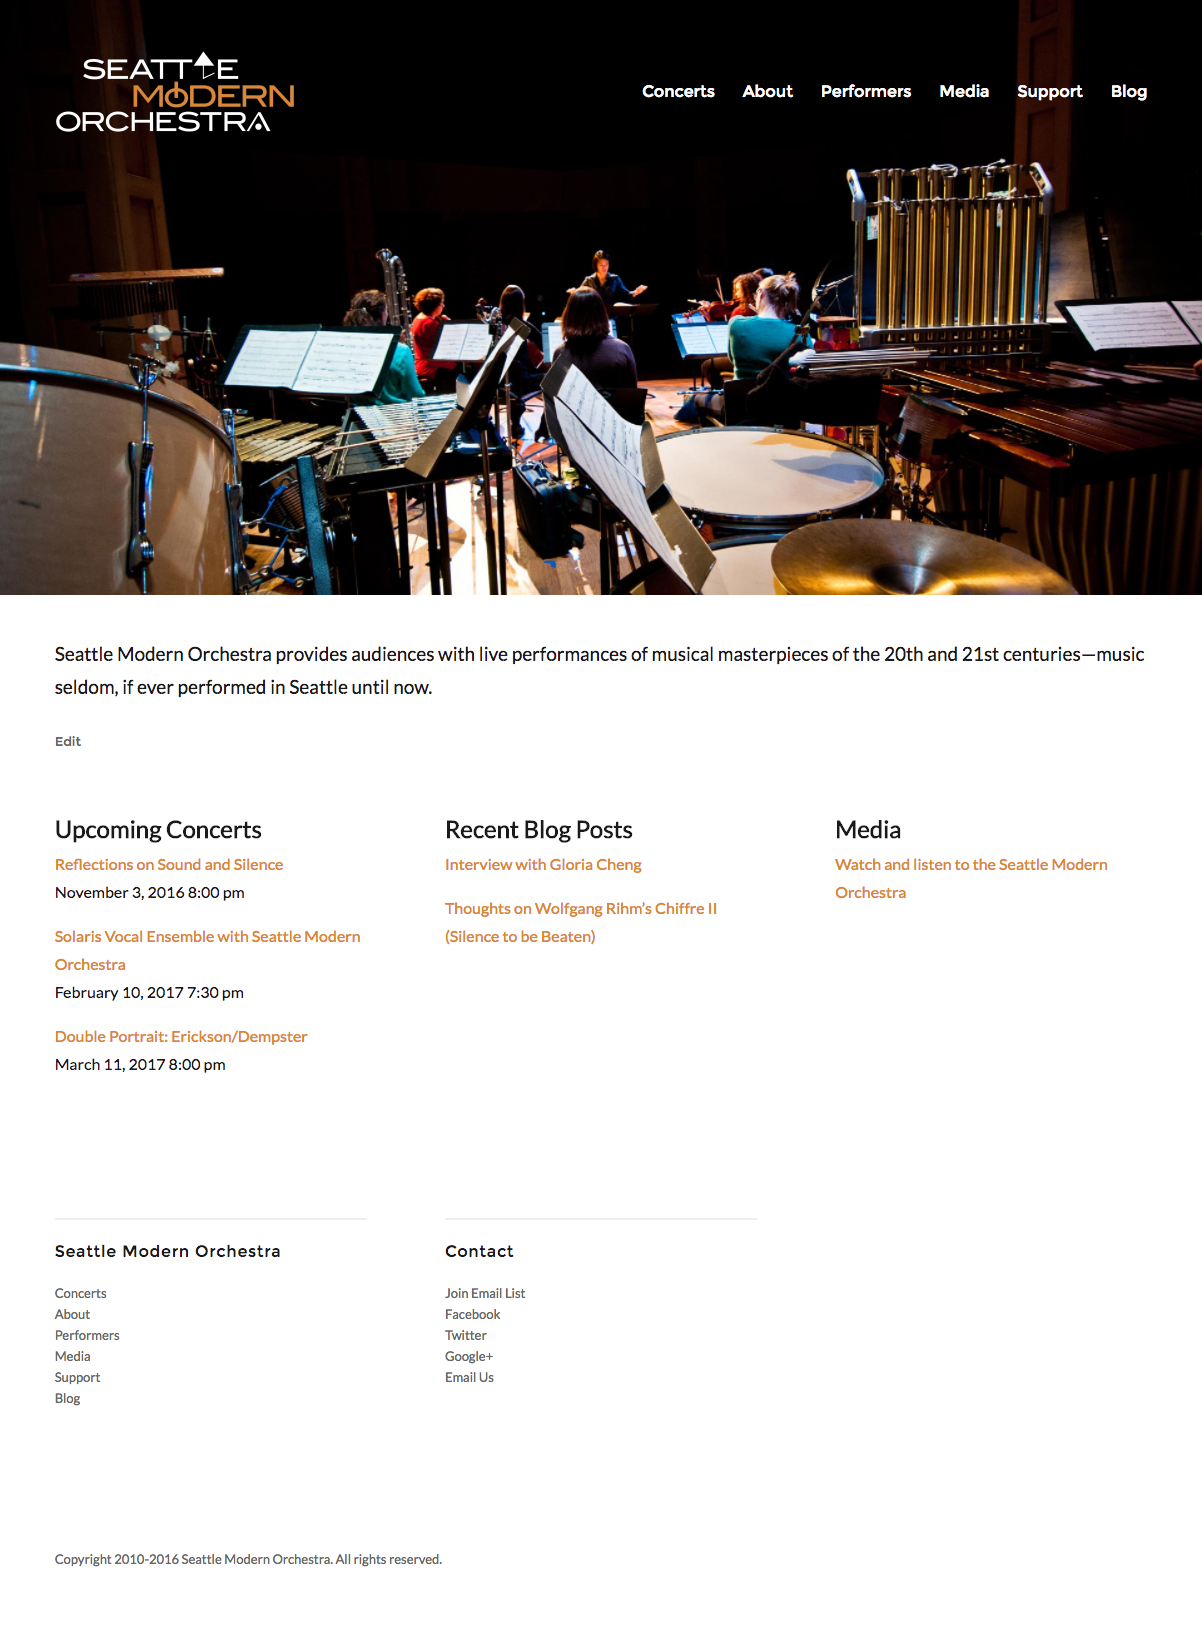 SEATTLE
MODERN
ORCHESTRA
Concerts About Performers Media Support Blog
Seattle Modern Orchestra provides audiences with live performances of musical masterpieces of the 20th and 21st centuries—music
seldom, if ever performed in Seattle until now.
Edit
Upcoming Concerts
Reflections on Sound and Silence
November 3, 2016 8:00 pm
Solaris Vocal Ensemble with Seattle Modern
Orchestra
February 10, 2017 7:30 pm
Double Portrait: Erickson/Dempster
March 11, 2017 8:00 pm
Recent Blog Posts
Interview with Gloria Cheng
Thoughts on Wolfgang Rihm’s Chiffre II
(Silence to be Beaten)
Media
Watch and listen to the Seattle Modern
Orchestra
Seattle Modern Orchestra
Concerts
About
Performers
Media
Support
Blog
Contact
Join Email List
Facebook
Twitter
Google+
Email Us
Copyright 2010-2016 Seattle Modern Orchestra. All rights reserved.